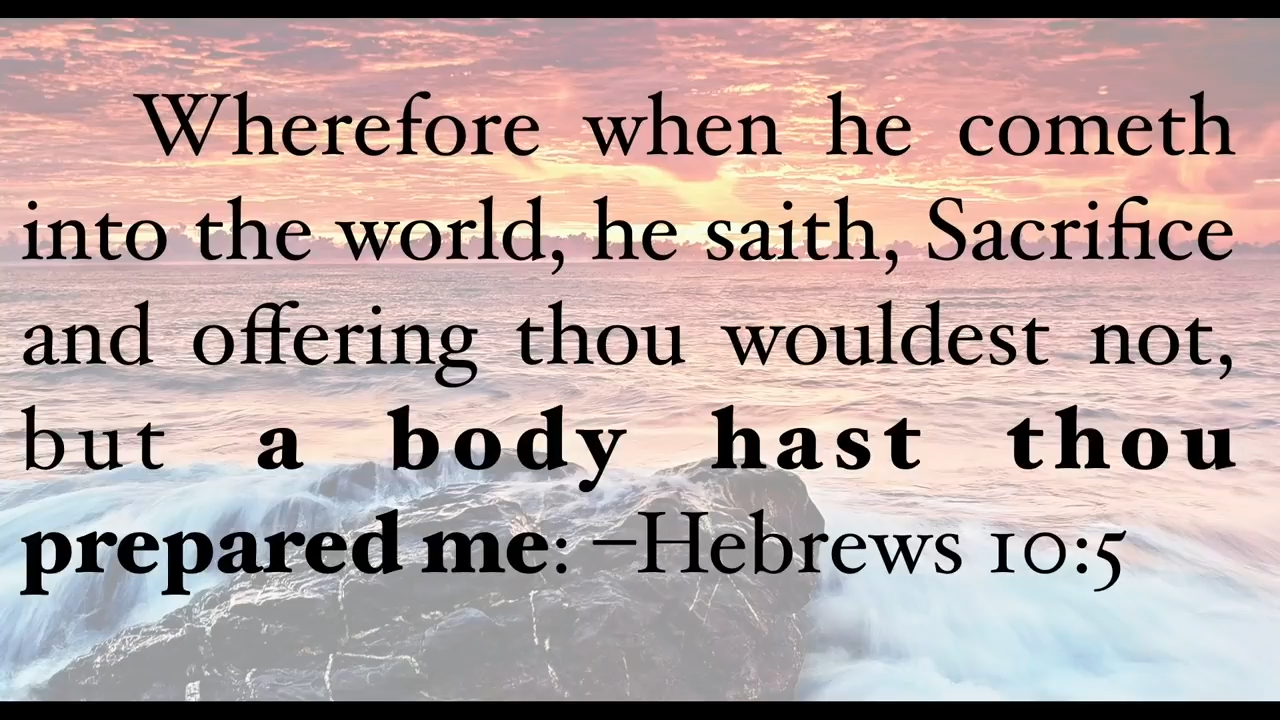 Wherefore when he cometh
into the world, he saith, Sacrifice
and offering thou wouldest not,
but a body hast thou
prepared me: –Hebrews 10:5